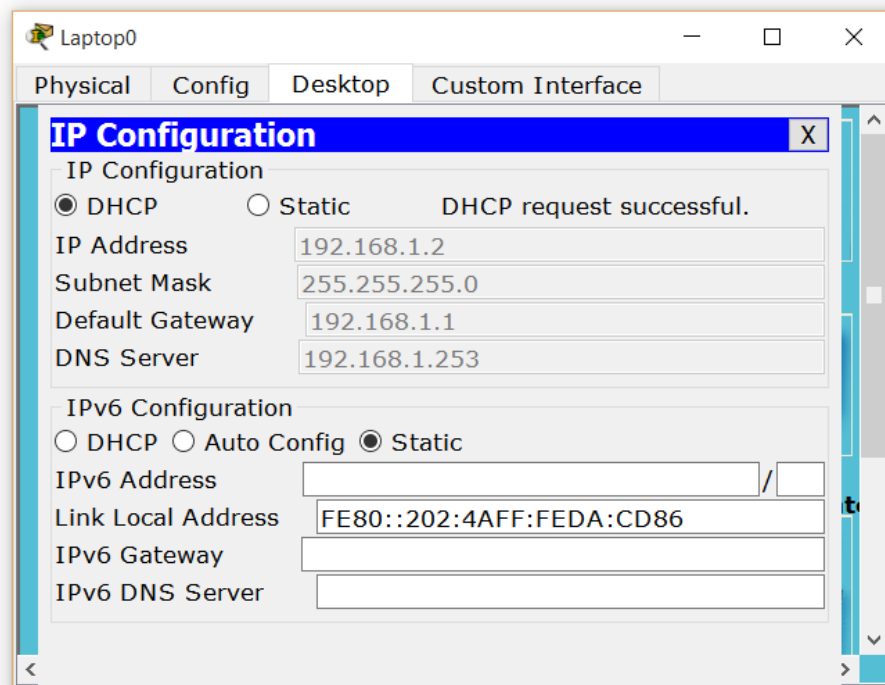 Laptop0
Physical Config Desktop Custom Interface
IP Configuration X
IP Configuration
DHCP Static DHCP request successful.
IP Address 192.168.1.2
Subnet Mask 255.255.255.0
Default Gateway 192.168.1.1
DNS Server 192.168.1.253
IPv6 Configuration
DHCP Auto Config Static
IPv6 Address /
Link Local Address FE80::202:4AFF:FEDA:CD86
IPv6 Gateway
IPv6 DNS Server